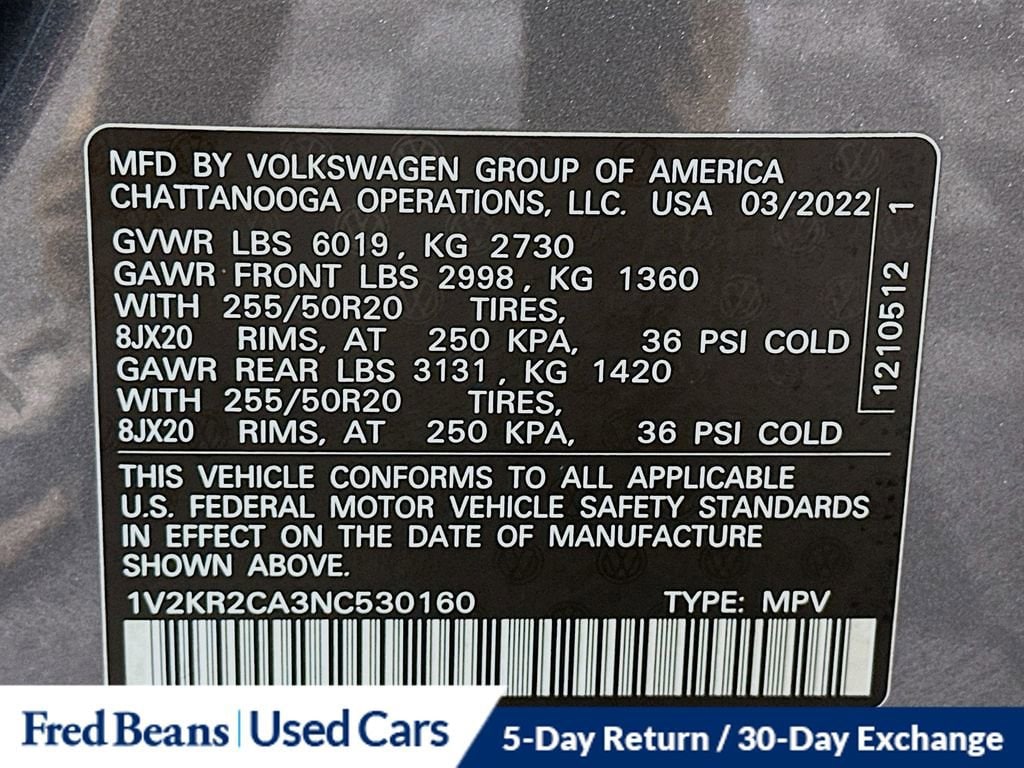 MFD BY VOLKSWAGEN GROUP OF AMERICA
CHATTANOOGA OPERATIONS, LLC. USA 03/2022
GVWR LBS 6019, KG 2730
GAWR FRONT LBS 2998, KG 1360
WITH 255/50R20 TIRES,
8JX20 RIMS, AT 250 KPA, 36 PSI COLD
GAWR REAR LBS 3131, KG 1420
WITH 255/50R20 TIRES,
8JX20 RIMS, AT 250 KPA, 36 PSI COLD
1210512 1
THIS VEHICLE CONFORMS TO ALL APPLICABLE
U.S. FEDERAL MOTOR VEHICLE SAFETY STANDARDS
IN EFFECT ON THE DATE OF MANUFACTURE
SHOWN ABOVE.
1V2KR2CA3NC530160 TYPE: MPV
Fred Beans Used Cars
5-Day Return / 30-Day Exchange